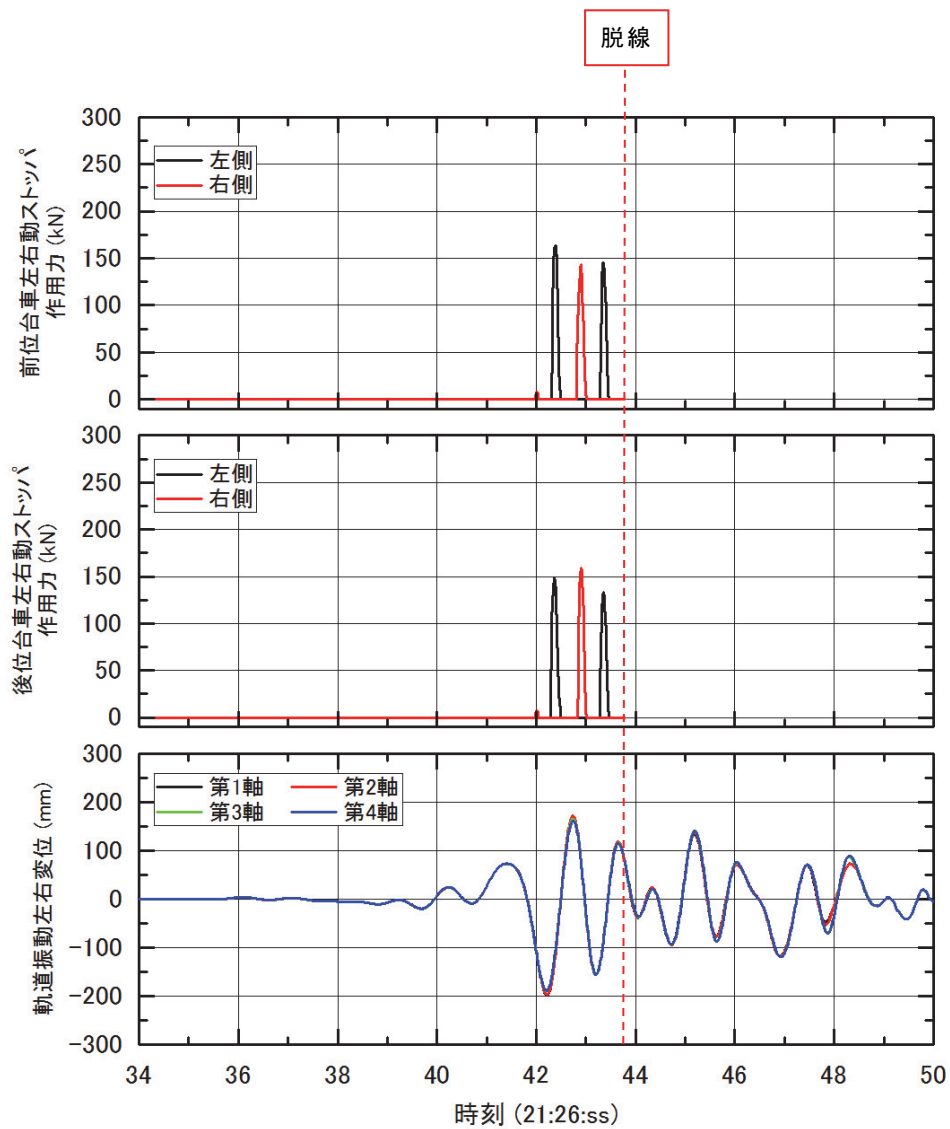 脱線
前位台車左右動ストッパ
作用力 (kN)
300
250
200
150
100
50
0
左側
右側
後位台車左右動ストッパ
作用力 (kN)
300
250
200
150
100
50
0
左側
右側
軌道振動左右変位 (mm)
300
200
100
0
-100
-200
-300
第1軸 第2軸
第3軸 第4軸
34 36 38 40 42 44 46 48 50
時刻 (21:26:ss)